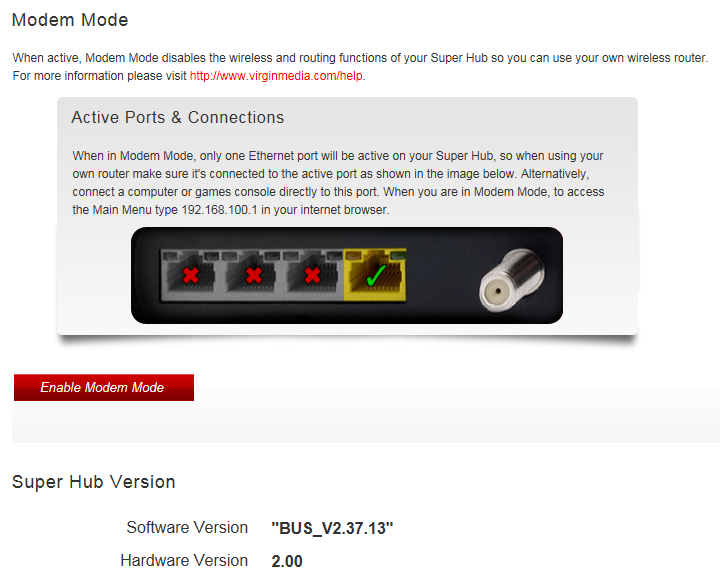 Modem Mode
When active, Modem Mode disables the wireless and routing functions of your Super Hub so you can use your own wireless router.
For more information please visit http://www.virginmedia.com/help.
Active Ports & Connections
When in Modem Mode, only one Ethernet port will be active on your Super Hub, so when using your
own router make sure it's connected to the active port as shown in the image below. Alternatively,
connect a computer or games console directly to this port. When you are in Modem Mode, to access
the Main Menu type 192.168.100.1 in your internet browser.
Enable Modem Mode
Super Hub Version
Software Version "BUS_V2.37.13"
Hardware Version 2.00